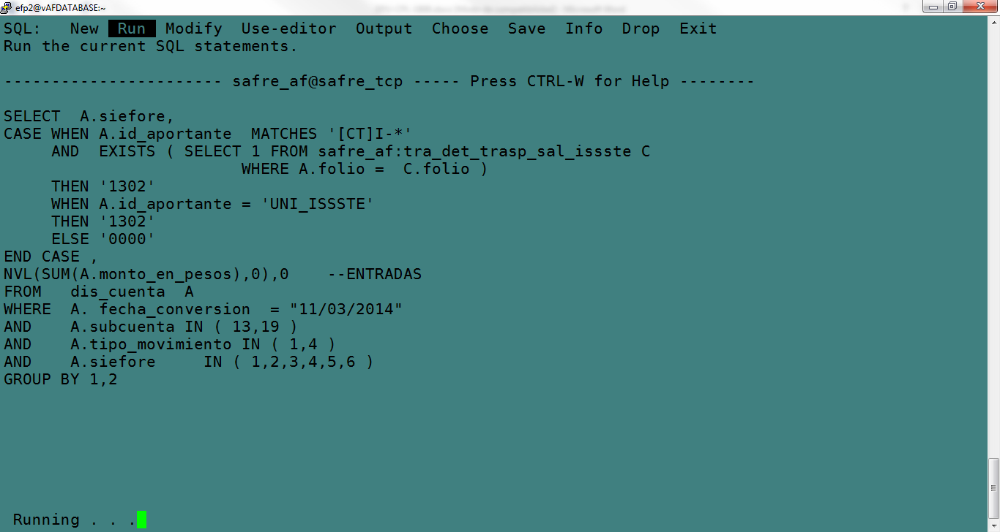 efp2@vAFDATABASE:~
SQL:   New  Run  Modify  Use-editor  Output  Choose  Save  Info  Drop  Exit
Run the current SQL statements.
----------------------- safre_af@safre_tcp ----- Press CTRL-W for Help --------
SELECT  A.siefore,
CASE WHEN A.id_aportante  MATCHES '[CT]I-*'
     AND  EXISTS ( SELECT 1 FROM safre_af:tra_det_trasp_sal_issste C
                         WHERE A.folio =  C.folio )
     THEN '1302'
     WHEN A.id_aportante = 'UNI_ISSSTE'
     THEN '1302'
     ELSE '0000'
END CASE ,
NVL(SUM(A.monto_en_pesos),0),0    --ENTRADAS
FROM   dis_cuenta  A
WHERE  A. fecha_conversion  = "11/03/2014"
AND    A.subcuenta IN ( 13,19 )
AND    A.tipo_movimiento IN ( 1,4 )
AND    A.siefore     IN ( 1,2,3,4,5,6 )
GROUP BY 1,2
Running . . .